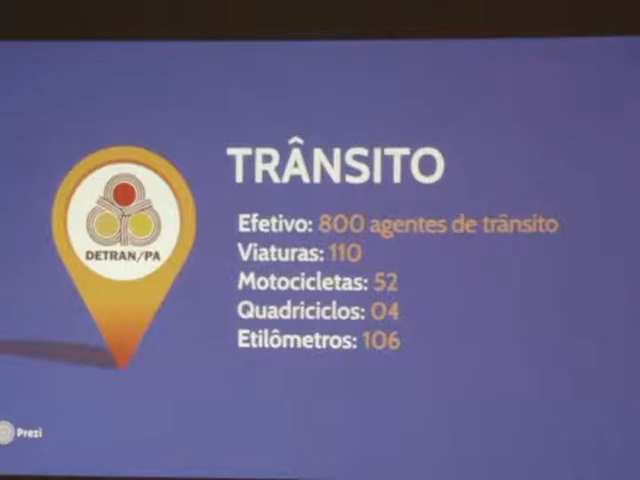 TRÂNSITO
DETRAN/PA
Efetivo: 800 agentes de trânsito
Viaturas: 110
Motocicletas: 52
Quadriciclos: 04
Etilômetros: 106
Prezi